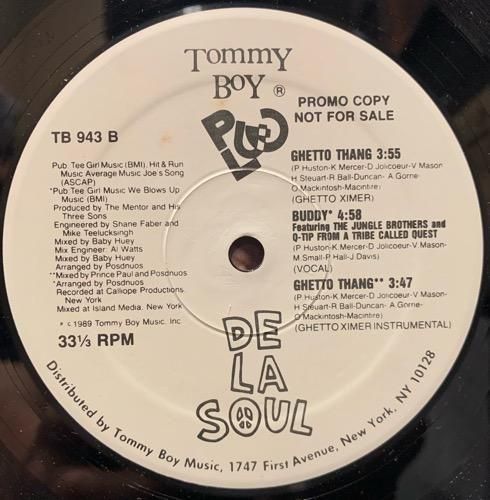 Tommy
BOY ®
PLUG
PROMO COPY
NOT FOR SALE
TB 943 B
Pub: Tee Girl Music (BMI). Hit & Run
Music Average Music Joe's Song
(ASCAP)
*Pub: Tee Girl Music We Blows Up
Music (BMI)
Produced by The Mentor and His
Three Sons
Engineered by Shane Faber and
Mike Teelucksingh
Mixed by Baby Huey
Mix Engineer: Al Watts
Mixed by Baby Huey
Arranged by Posdnuos
**Mixed by Prince Paul and Posdnuos
*Arranged by Posdnuos
Recorded at Calliope Productions.
New York
Mixed at Island Media. New York
℗ © 1989 Tommy Boy Music. Inc
33⅓ RPM
GHETTO THANG 3:55
(P Huston-K Mercer-D Jolicoeur-V Mason
H Steuart-R Ball-Duncan- A Gorne-
O Mackintosh-Macintire)
(GHETTO XIMER)
BUDDY* 4:58
Featuring THE JUNGLE BROTHERS and
Q-TIP FROM A TRIBE CALLED QUEST
(P Huston-K Mercer-D Jolicoeur-V Mason-
M Small-P Hall-J Davis)
(VOCAL)
GHETTO THANG** 3:47
(P Huston-K Mercer-D Jolicoeur-V Mason-
H Steuard-R Ball-Duncan- A Gorne-
O Mackintosh-Macintire)
(GHETTO XIMER INSTRUMENTAL)
DE
LA
SOUL
Distributed by Tommy Boy Music, 1747 First Avenue, New York, NY 10128